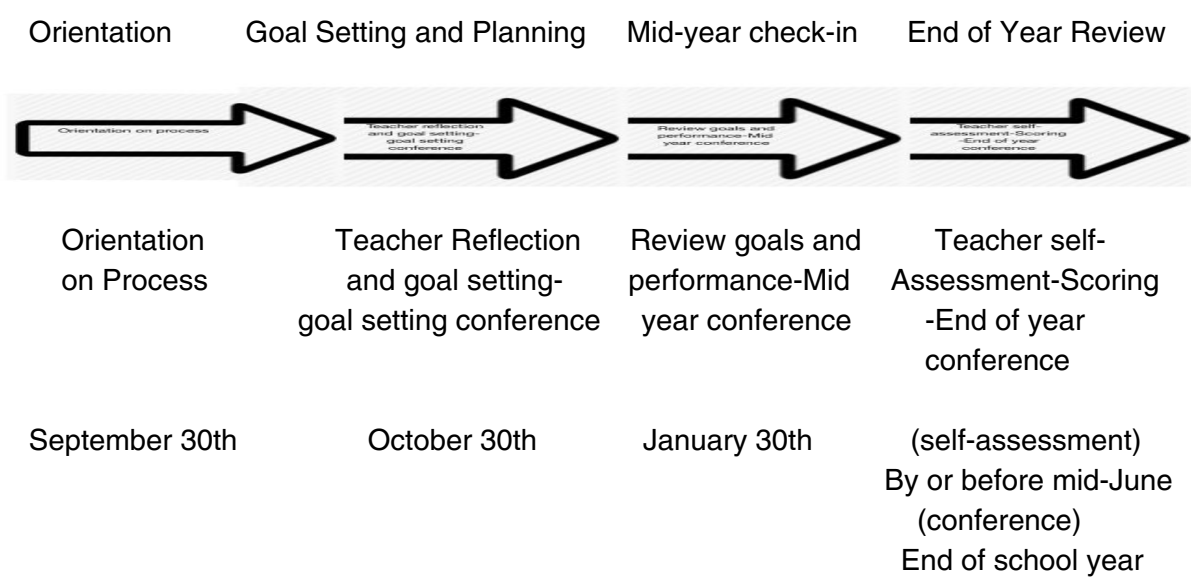 Orientation Goal Setting and Planning Mid-year check-in End of Year Review
Orientation on process
Teacher reflection
and goal setting-
goal setting
conference
Review goals and
performance-Mid
year conference
Teacher self-
assessment-Scoring
-End of year
conference
Orientation
on Process
Teacher Reflection
and goal setting-
goal setting conference
Review goals and
performance-Mid
year conference
Teacher self-
Assessment-Scoring
-End of year
conference
September 30th October 30th January 30th (self-assessment)
By or before mid-June
(conference)
End of school year